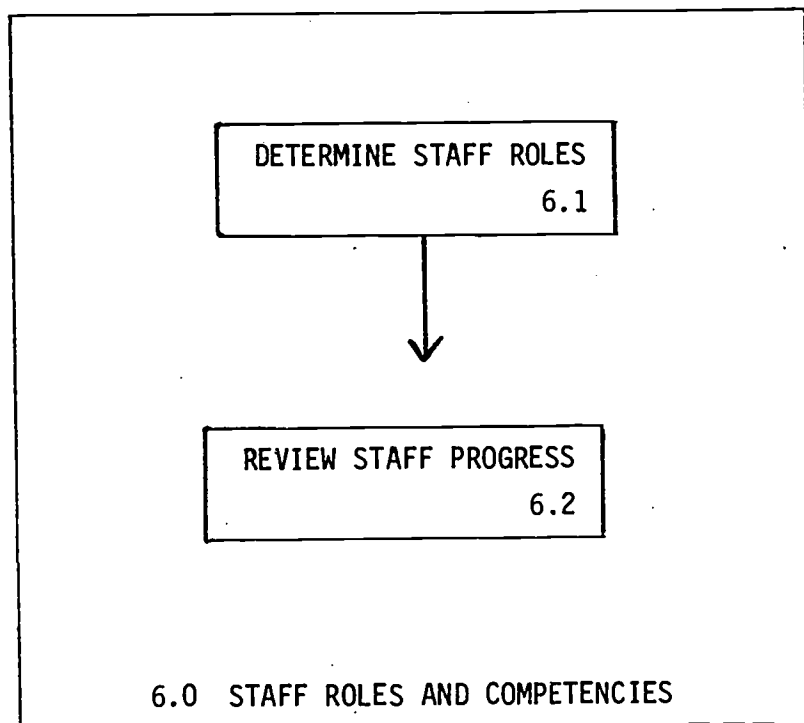 DETERMINE STAFF ROLES
6.1
REVIEW STAFF PROGRESS
6.2
6.0 STAFF ROLES AND COMPETENCIES